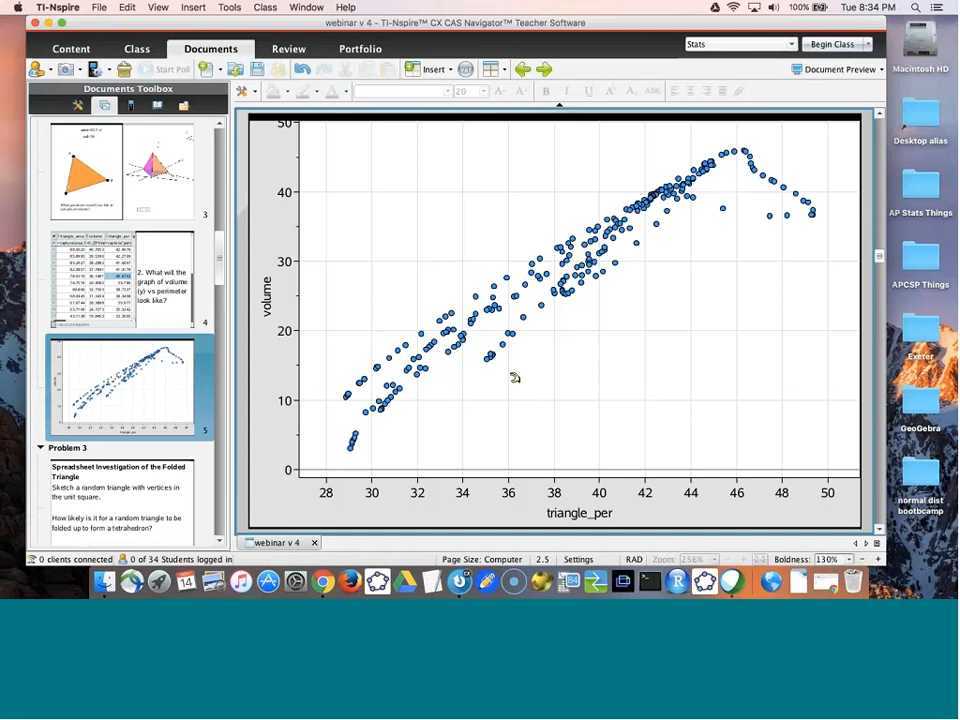 TI-Nspire File Edit View Insert Tools Class Window Help 100% Tue 8:34 PM
webinar v 4 - TI-Nspire CX CAS Navigator™ Teacher Software
Content Class Documents Review Portfolio Stats Begin Class
Start Poll Insert Document Preview
Documents Toolbox
20 B I U A ABC
3
4
2. What will the
graph of volume
(y) vs perimeter
look like?
5
Problem 3
Spreadsheet Investigation of the Folded
Triangle
Sketch a random triangle with vertices in
the unit square.
How likely is it for a random triangle to be
folded up to form a tetrahedron?
volume
50
40
30
20
10
0
28 30 32 34 36 38 40 42 44 46 48 50
triangle_per
webinar v 4
0 clients connected 0 of 34 Students logged in Page Size: Computer 2.5 Settings RAD Zoom: 256% Boldness: 130%
Macintosh HD
Desktop alias
AP Stats Things
APCSP Things
Exeter
GeoGebra
normal dist
bootbcamp
14